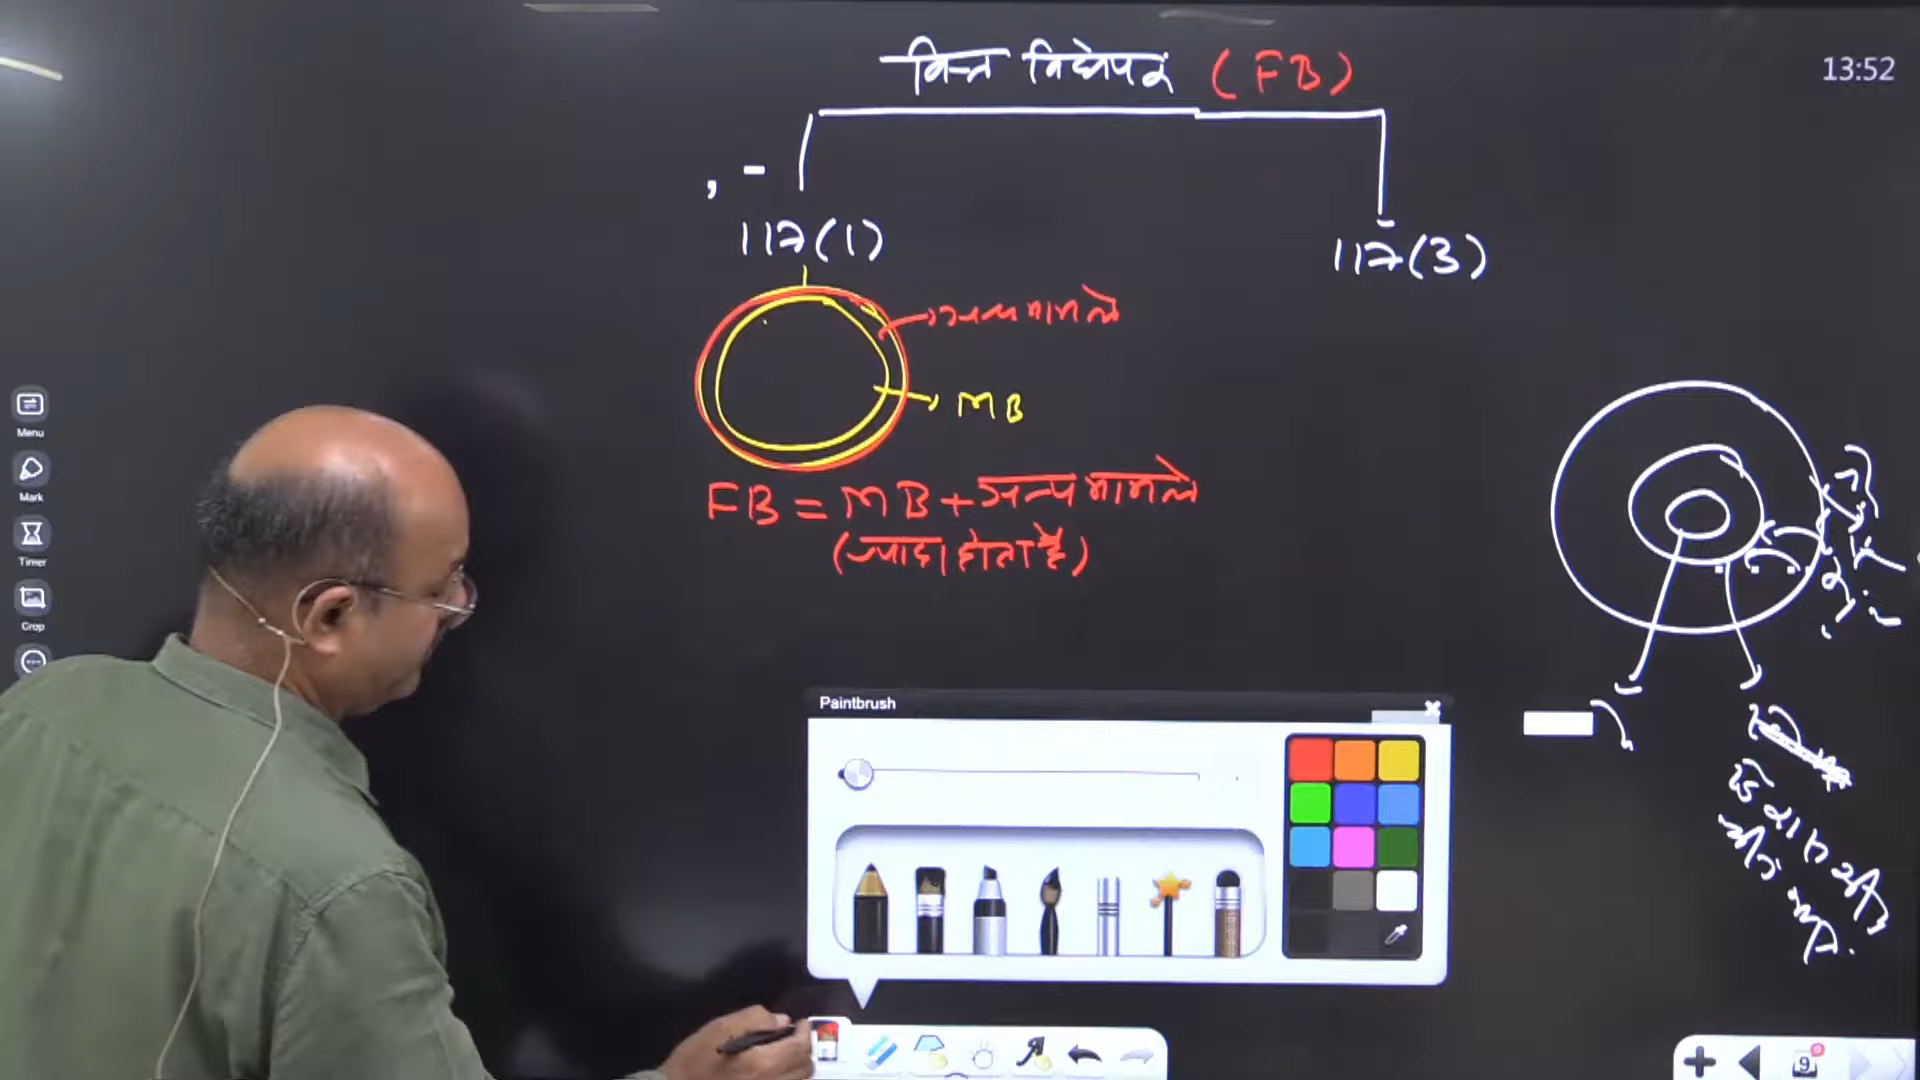 वित्त विधेयक (FB)
13:52
117(1)
117(3)
अन्य मामले
MB
FB = MB + अन्य मामले
(ज्यादा होता है)
Menu
Mark
Timer
Crop
Paintbrush
9